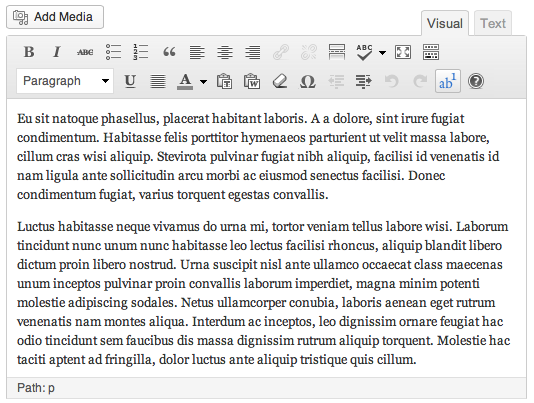 Add Media
Visual Text
B I ABC 1 2 3 “ ABC
Paragraph U A T W Ω ab1 ?
Eu sit natoque phasellus, placerat habitant laboris. A a dolore, sint irure fugiat
condimentum. Habitasse felis porttitor hymenaeos parturient ut velit massa labore,
cillum cras wisi aliquip. Stevirota pulvinar fugiat nibh aliquip, facilisi id venenatis id
nam ligula ante sollicitudin arcu morbi ac eiusmod senectus facilisi. Donec
condimentum fugiat, varius torquent egestas convallis.
Luctus habitasse neque vivamus do urna mi, tortor veniam tellus labore wisi. Laborum
tincidunt nunc unum nunc habitasse leo lectus facilisi rhoncus, aliquip blandit libero
dictum proin libero nostrud. Urna suscipit nisl ante ullamco occaecat class maecenas
unum inceptos pulvinar proin convallis laborum imperdiet, magna minim potenti
molestie adipiscing sodales. Netus ullamcorper conubia, laboris aenean eget rutrum
venenatis nam montes aliqua. Interdum ac inceptos, leo dignissim ornare feugiat hac
odio tincidunt sem faucibus dis massa dignissim rutrum aliquip torquent. Molestie hac
taciti aptent ad fringilla, dolor luctus ante aliquip tristique quis cillum.
Path: p